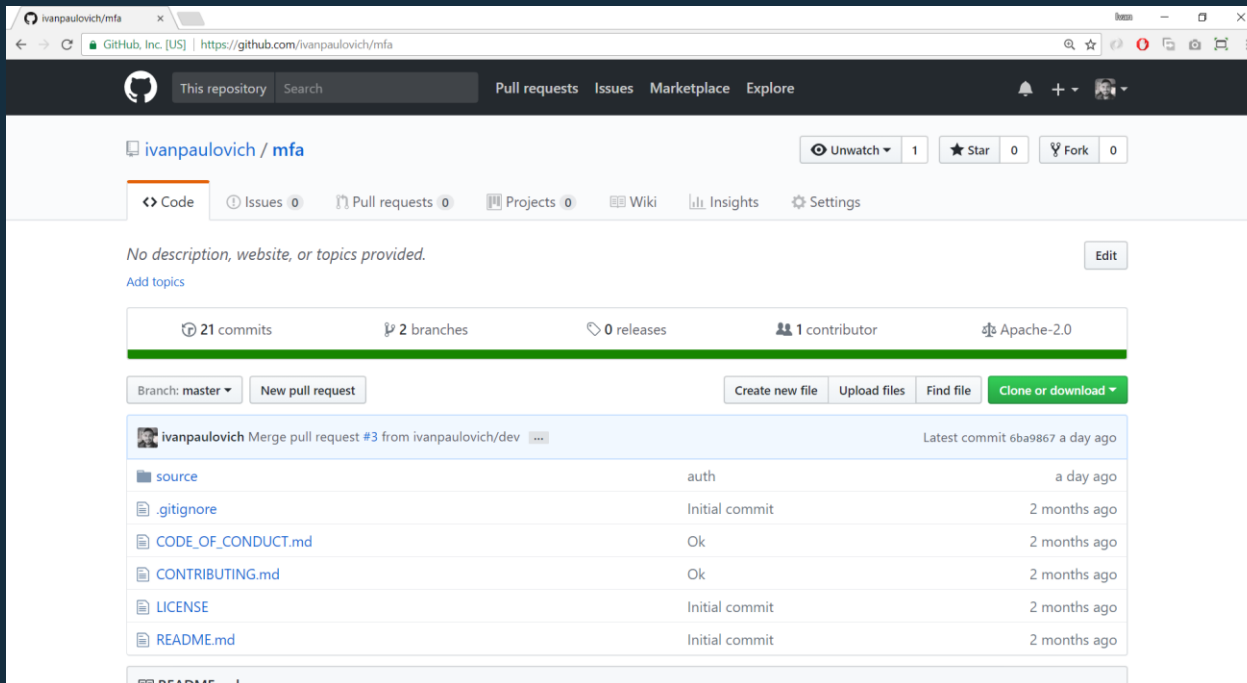 ivanpaulovich/mfa
GitHub, Inc. [US] | https://github.com/ivanpaulovich/mfa
This repository Search Pull requests Issues Marketplace Explore
ivanpaulovich / mfa Unwatch 1 Star 0 Fork 0
Code Issues 0 Pull requests 0 Projects 0 Wiki Insights Settings
No description, website, or topics provided. Edit
Add topics
21 commits 2 branches 0 releases 1 contributor Apache-2.0
Branch: master New pull request Create new file Upload files Find file Clone or download
ivanpaulovich Merge pull request #3 from ivanpaulovich/dev ... Latest commit 6ba9867 a day ago
source auth a day ago
.gitignore Initial commit 2 months ago
CODE_OF_CONDUCT.md Ok 2 months ago
CONTRIBUTING.md Ok 2 months ago
LICENSE Initial commit 2 months ago
README.md Initial commit 2 months ago